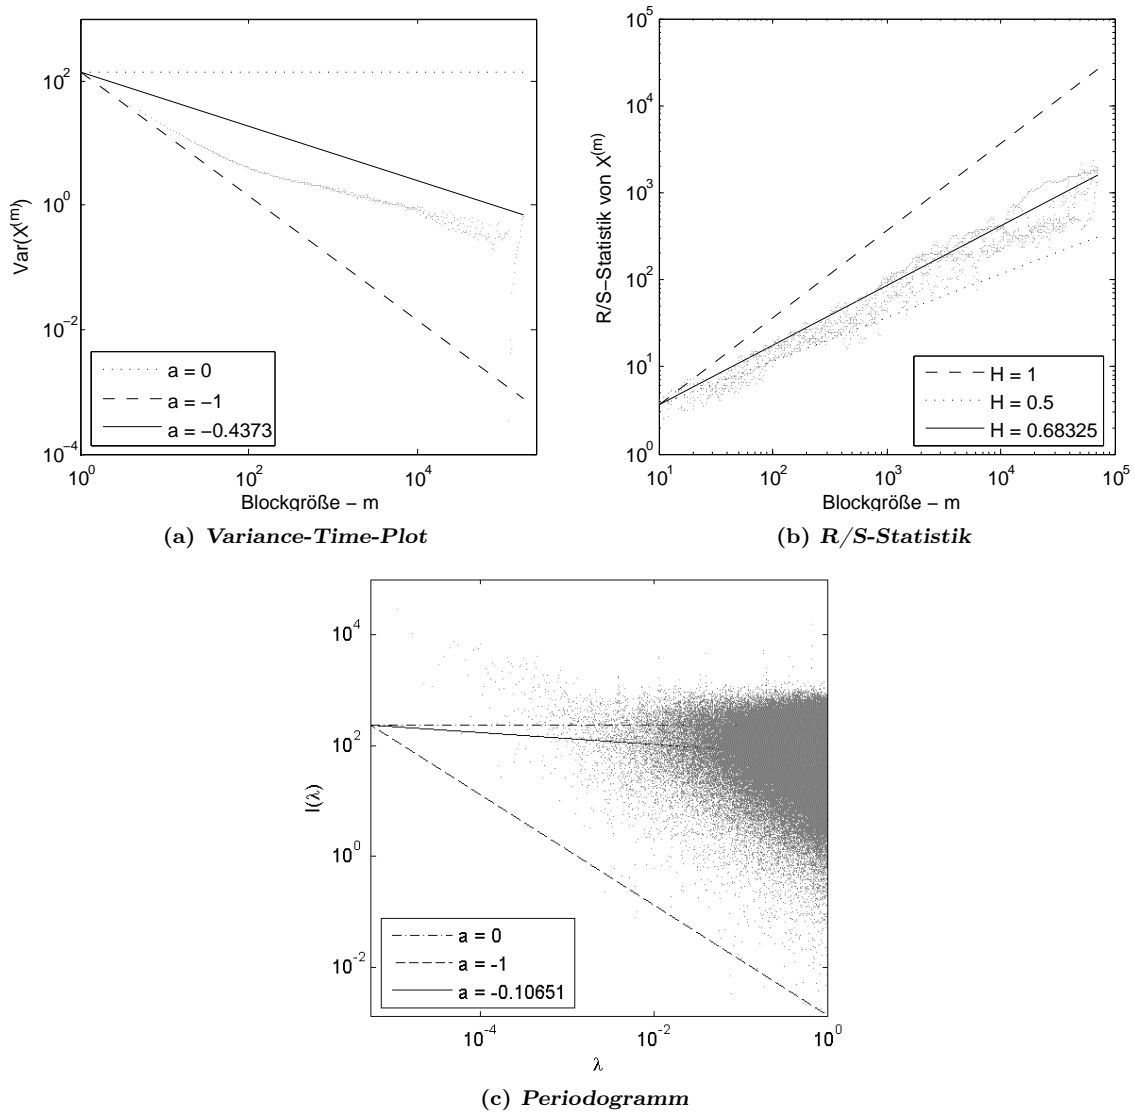 10^2
10^0
10^−2
10^−4
Var(X^(m))
a = 0
a = −1
a = −0.4373
10^0
10^2
10^4
Blockgröße − m
(a) Variance-Time-Plot
10^5
10^4
10^3
10^2
10^1
10^0
R/S−Statistik von X^(m)
H = 1
H = 0.5
H = 0.68325
10^1
10^2
10^3
10^4
10^5
Blockgröße − m
(b) R/S-Statistik
10^4
10^2
10^0
10^-2
I(λ)
a = 0
a = -1
a = -0.10651
10^-4
10^-2
10^0
λ
(c) Periodogramm